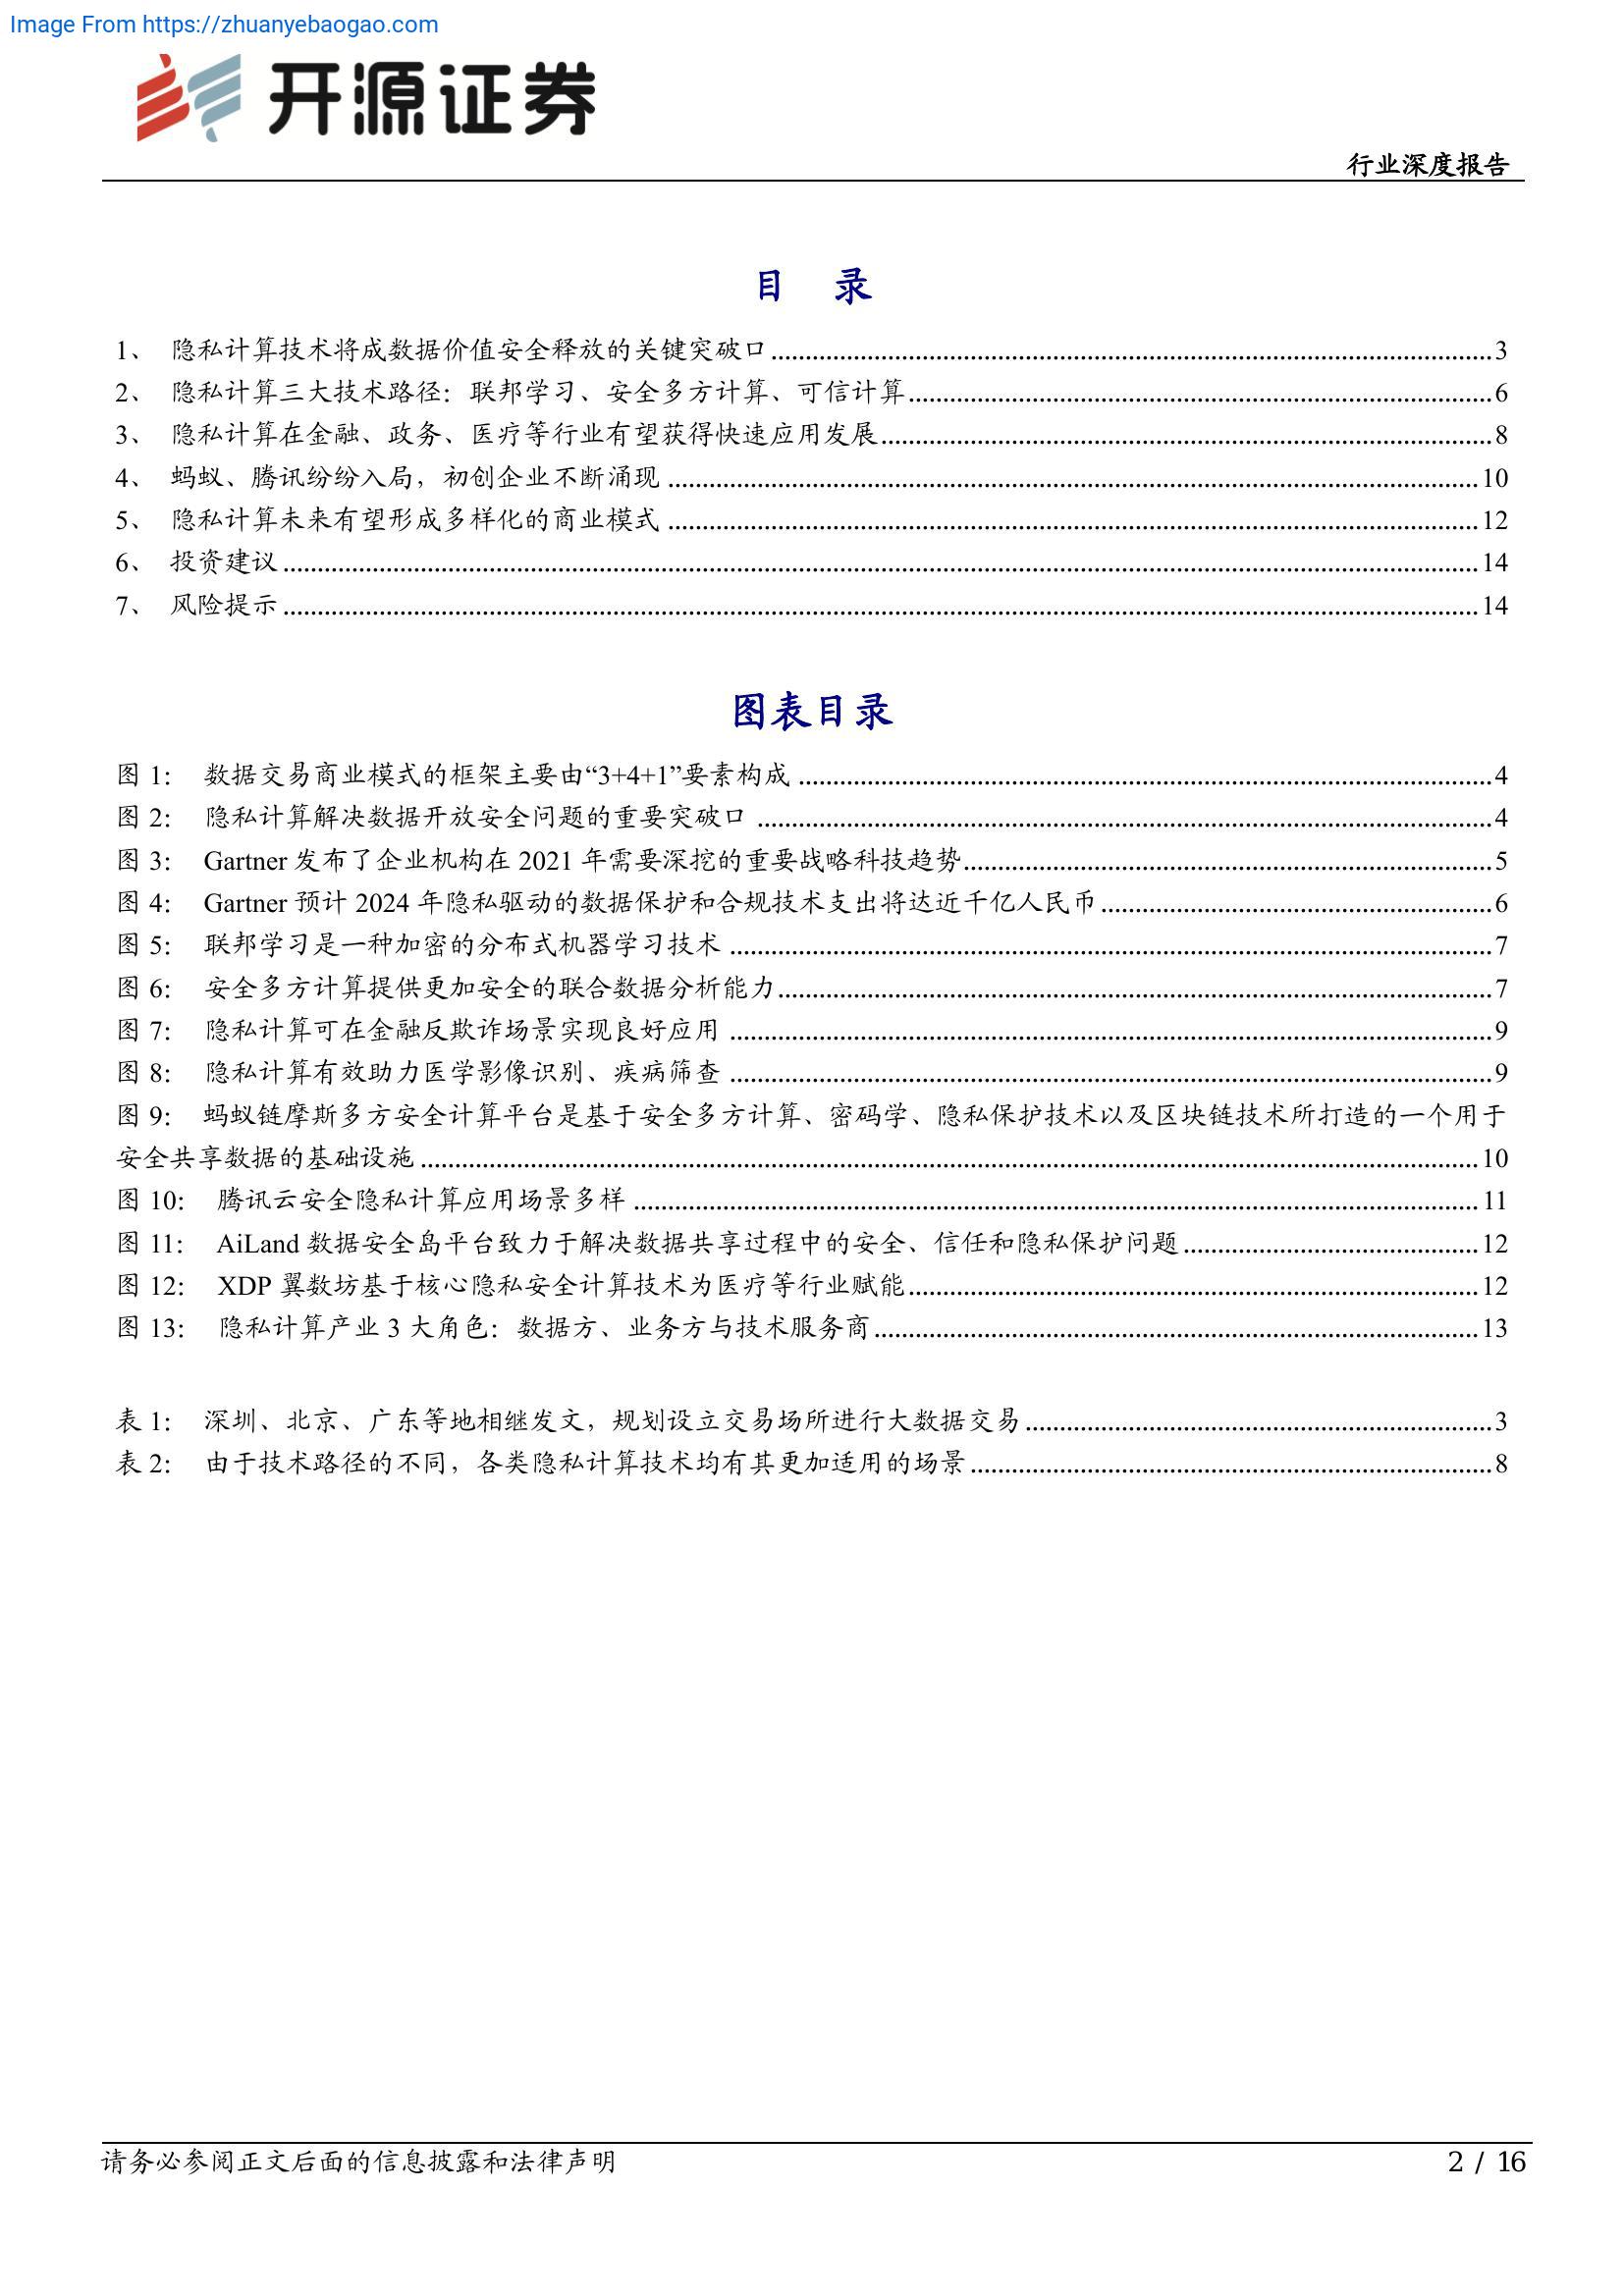 Image From https://zhuanyebaogao.com
开源证券
行业深度报告
目 录
1、 隐私计算技术将成数据价值安全释放的关键突破口 3
2、 隐私计算三大技术路径：联邦学习、安全多方计算、可信计算 6
3、 隐私计算在金融、政务、医疗等行业有望获得快速应用发展 8
4、 蚂蚁、腾讯纷纷入局，初创企业不断涌现 10
5、 隐私计算未来有望形成多样化的商业模式 12
6、 投资建议 14
7、 风险提示 14
图表目录
图 1： 数据交易商业模式的框架主要由“3+4+1”要素构成 4
图 2： 隐私计算解决数据开放安全问题的重要突破口 4
图 3： Gartner 发布了企业机构在 2021 年需要深挖的重要战略科技趋势 5
图 4： Gartner 预计 2024 年隐私驱动的数据保护和合规技术支出将达近千亿人民币 6
图 5： 联邦学习是一种加密的分布式机器学习技术 7
图 6： 安全多方计算提供更加安全的联合数据分析能力 7
图 7： 隐私计算可在金融反欺诈场景实现良好应用 9
图 8： 隐私计算有效助力医学影像识别、疾病筛查 9
图 9： 蚂蚁链摩斯多方安全计算平台是基于安全多方计算、密码学、隐私保护技术以及区块链技术所打造的一个用于
安全共享数据的基础设施 10
图 10： 腾讯云安全隐私计算应用场景多样 11
图 11： AiLand 数据安全岛平台致力于解决数据共享过程中的安全、信任和隐私保护问题 12
图 12： XDP 翼数坊基于核心隐私安全计算技术为医疗等行业赋能 12
图 13： 隐私计算产业 3 大角色：数据方、业务方与技术服务商 13
表 1： 深圳、北京、广东等地相继发文，规划设立交易场所进行大数据交易 3
表 2： 由于技术路径的不同，各类隐私计算技术均有其更加适用的场景 8
请务必参阅正文后面的信息披露和法律声明 2 / 16